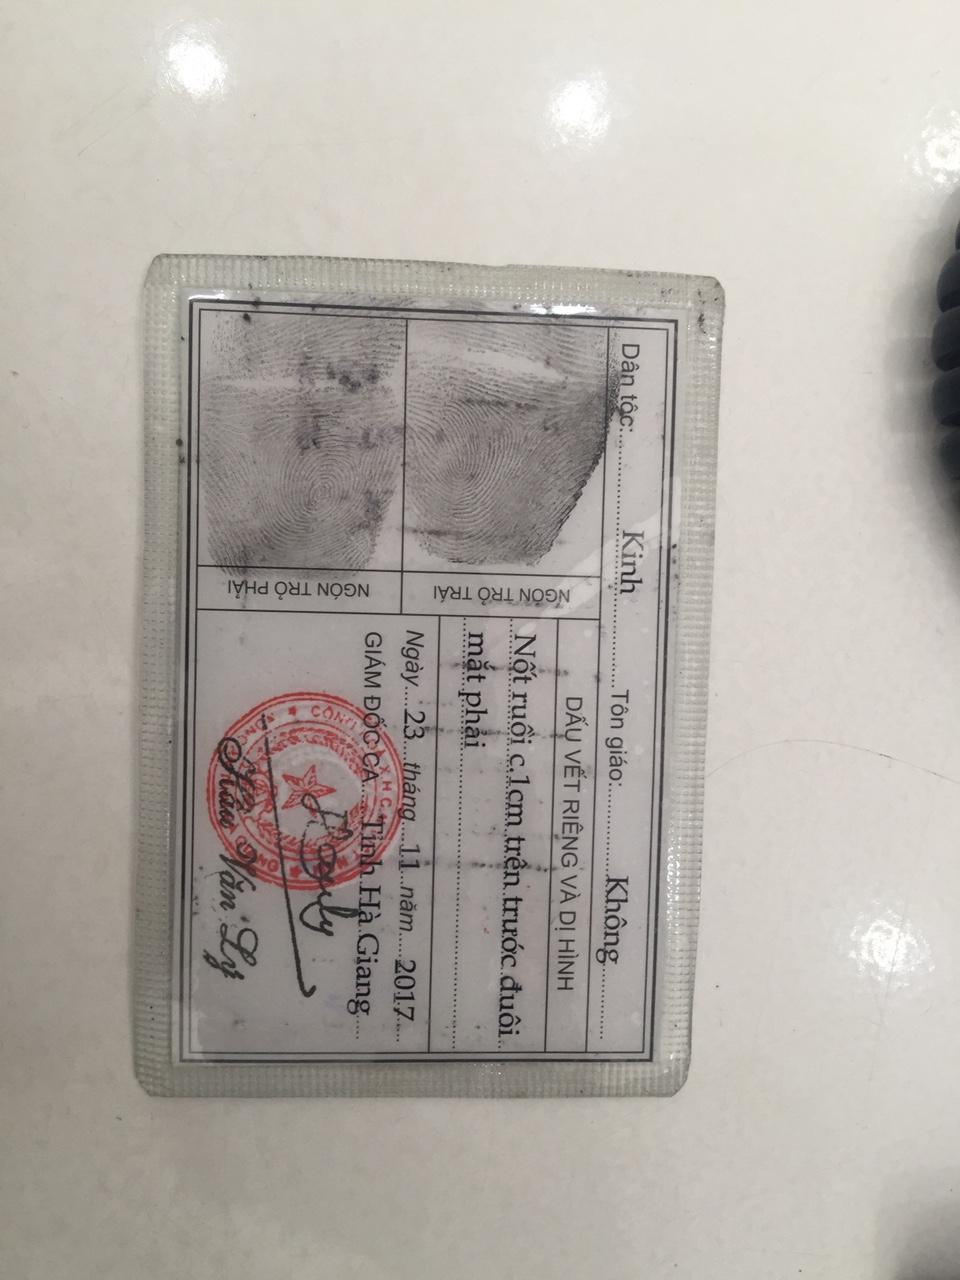 Dân tộc: Kinh Tôn giáo: Không
NGÓN TRỎ TRÁI
NGÓN TRỎ PHẢI
DẤU VẾT RIÊNG VÀ DỊ HÌNH
Nốt ruồi c.1cm trên trước đuôi
mắt phải
Ngày 23 tháng 11 năm 2017
GIÁM ĐỐC CA Tỉnh Hà Giang
Hầu Văn Lý